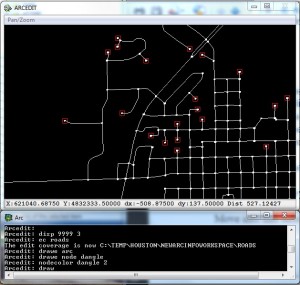 ARCEDIT
Pan/Zoom
X:621040.68750 Y:4832333.50000 dx:-508.87500 dy:137.50000 Dist 527.12427
Arc
Arcedit: disp 9999 3
Arcedit: ec roads
The edit coverage is now C:\TEMP\HOUSTON\NEWARCINFOWORKSPACE\ROADS
Arcedit: drawe arc
Arcedit: drawe node dangle
Arcedit: nodecolor dangle 2
Arcedit: draw